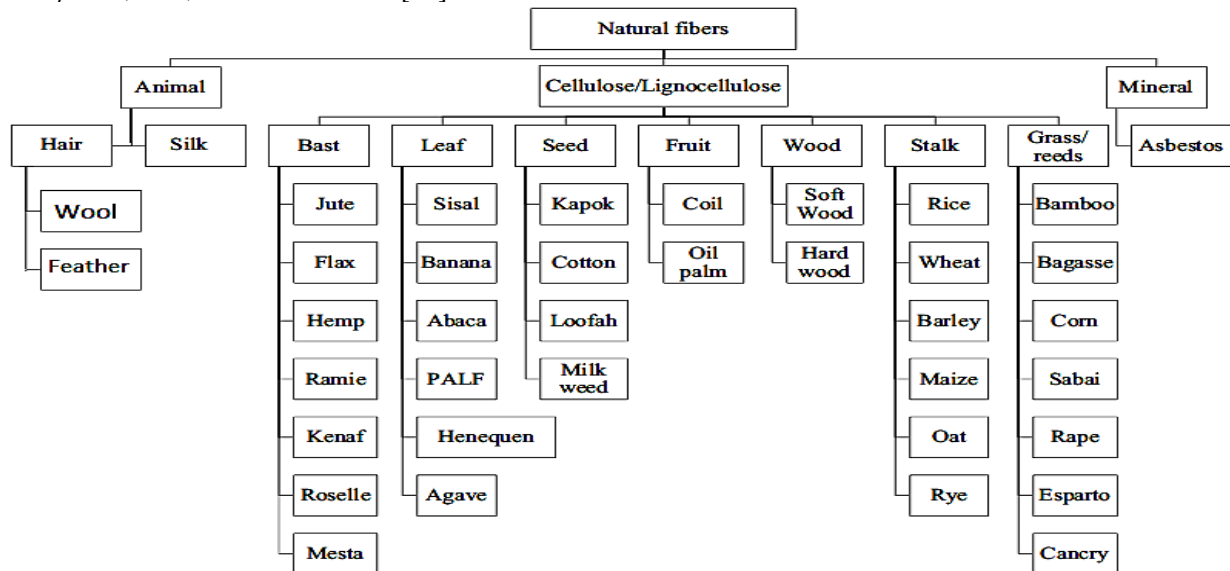 Natural fibers
Animal
Cellulose/Lignocellulose
Mineral
Hair
Silk
Bast
Leaf
Seed
Fruit
Wood
Stalk
Grass/
reeds
Asbestos
Wool
Feather
Jute
Flax
Hemp
Ramie
Kenaf
Roselle
Mesta
Sisal
Banana
Abaca
PALF
Henequen
Agave
Kapok
Cotton
Loofah
Milk
weed
Coil
Oil
palm
Soft
Wood
Hard
wood
Rice
Wheat
Barley
Maize
Oat
Rye
Bamboo
Bagasse
Corn
Sabai
Rape
Esparto
Cancry